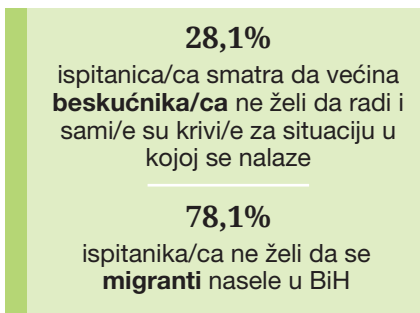 28,1%
ispitanica/ca smatra da većina
beskućnika/ca ne želi da radi i
sami/e su krivi/e za situaciju u
kojoj se nalaze
78,1%
ispitanika/ca ne želi da se
migranti nasele u BiH